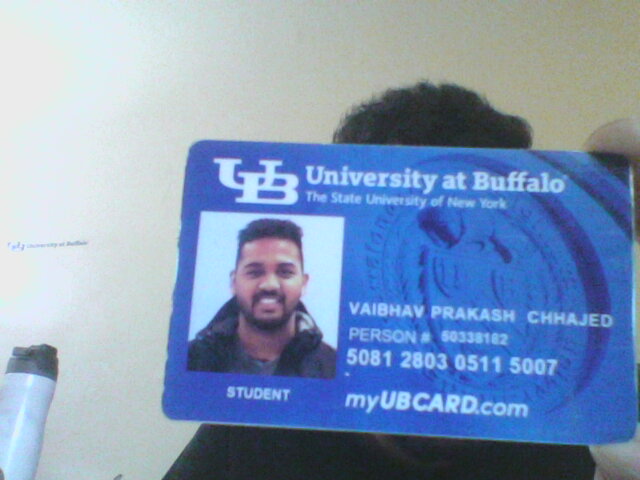 UB University at Buffalo
The State University of New York
UB University at Buffalo
VAIBHAV PRAKASH CHHAJED
PERSON # 50338162
5081 2803 0511 5007
STUDENT
myUBCARD.com